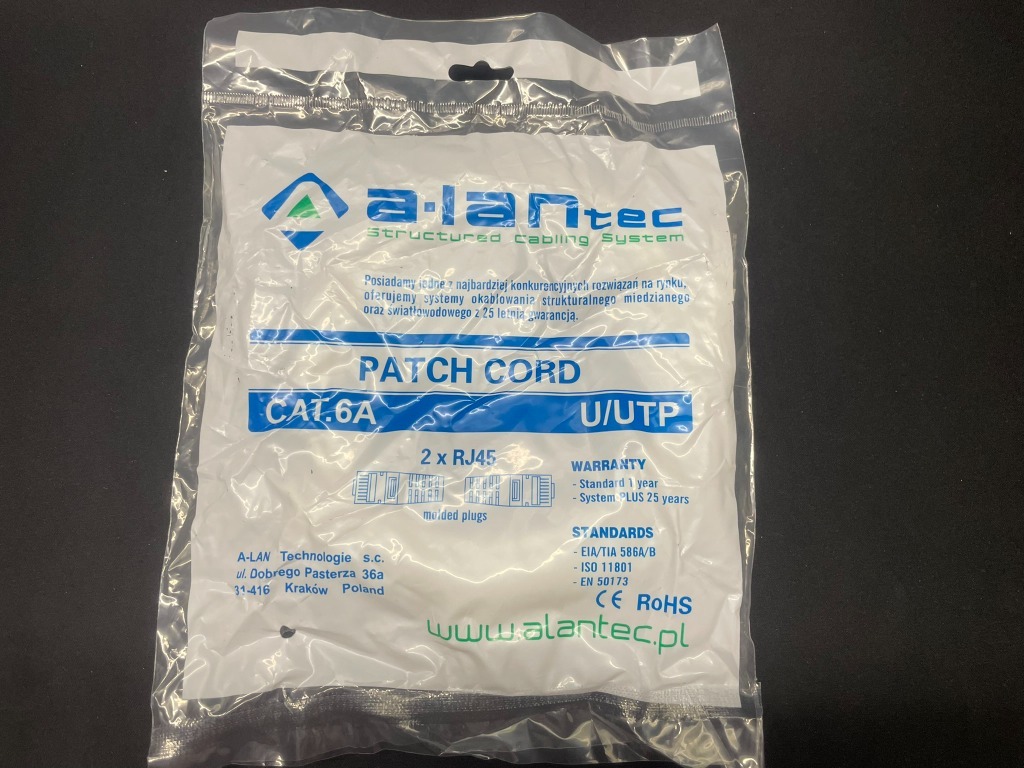 a·lantec
Structured Cabling System
Posiadamy jedne z najbardziej konkurencyjnych rozwiązań na rynku,
oferujemy systemy okablowania strukturalnego miedzianego
oraz światłowodowego z 25 letnią gwarancją.
PATCH CORD
CAT.6A U/UTP
2 x RJ45
molded plugs
WARRANTY
- Standard 1 year
- System PLUS 25 years
STANDARDS
- EIA/TIA 586A/B
- ISO 11801
- EN 50173
CE RoHS
A-LAN Technologie s.c.
ul. Dobrego Pasterza 36a
31-416 Kraków Poland
www.alantec.pl